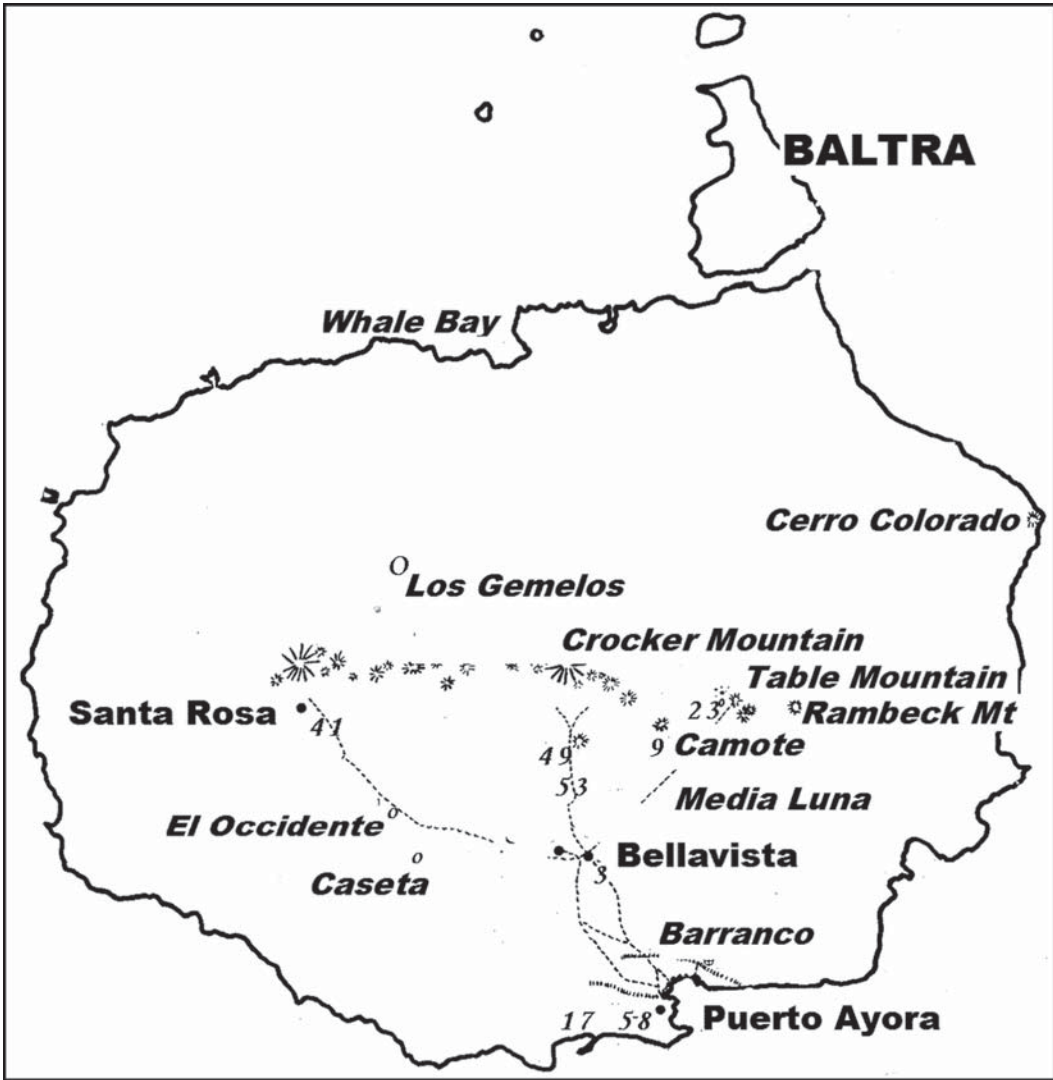 BALTRA
Whale Bay
Cerro Colorado
Los Gemelos
Crocker Mountain
Table Mountain
Santa Rosa
41
23
Rambeck Mt
49
9
Camote
53
Media Luna
El Occidente
Bellavista
3
Caseta
Barranco
17
5-8
Puerto Ayora